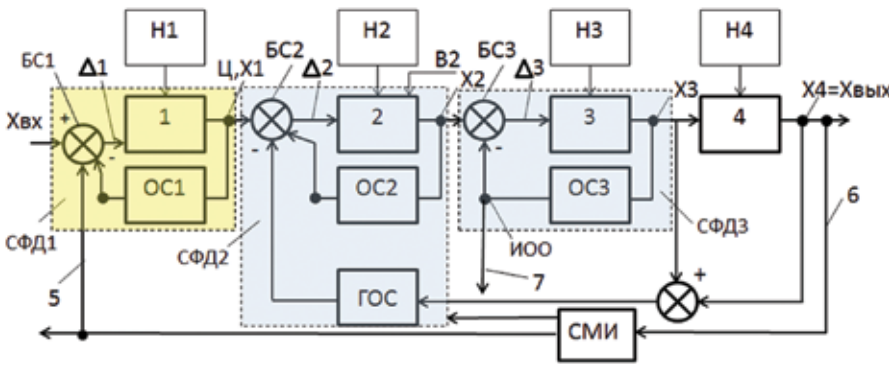 Н1
Н2
Н3
Н4
БС1
Δ1
Ц,Х1
БС2
Δ2
В2
Х2
БС3
Δ3
Х3
Х4=Хвых
Хвх
+
-
1
2
3
4
-
-
-
ОС1
ОС2
ОС3
СФД1
СФД2
ИОО
СФД3
6
5
7
+
ГОС
СМИ